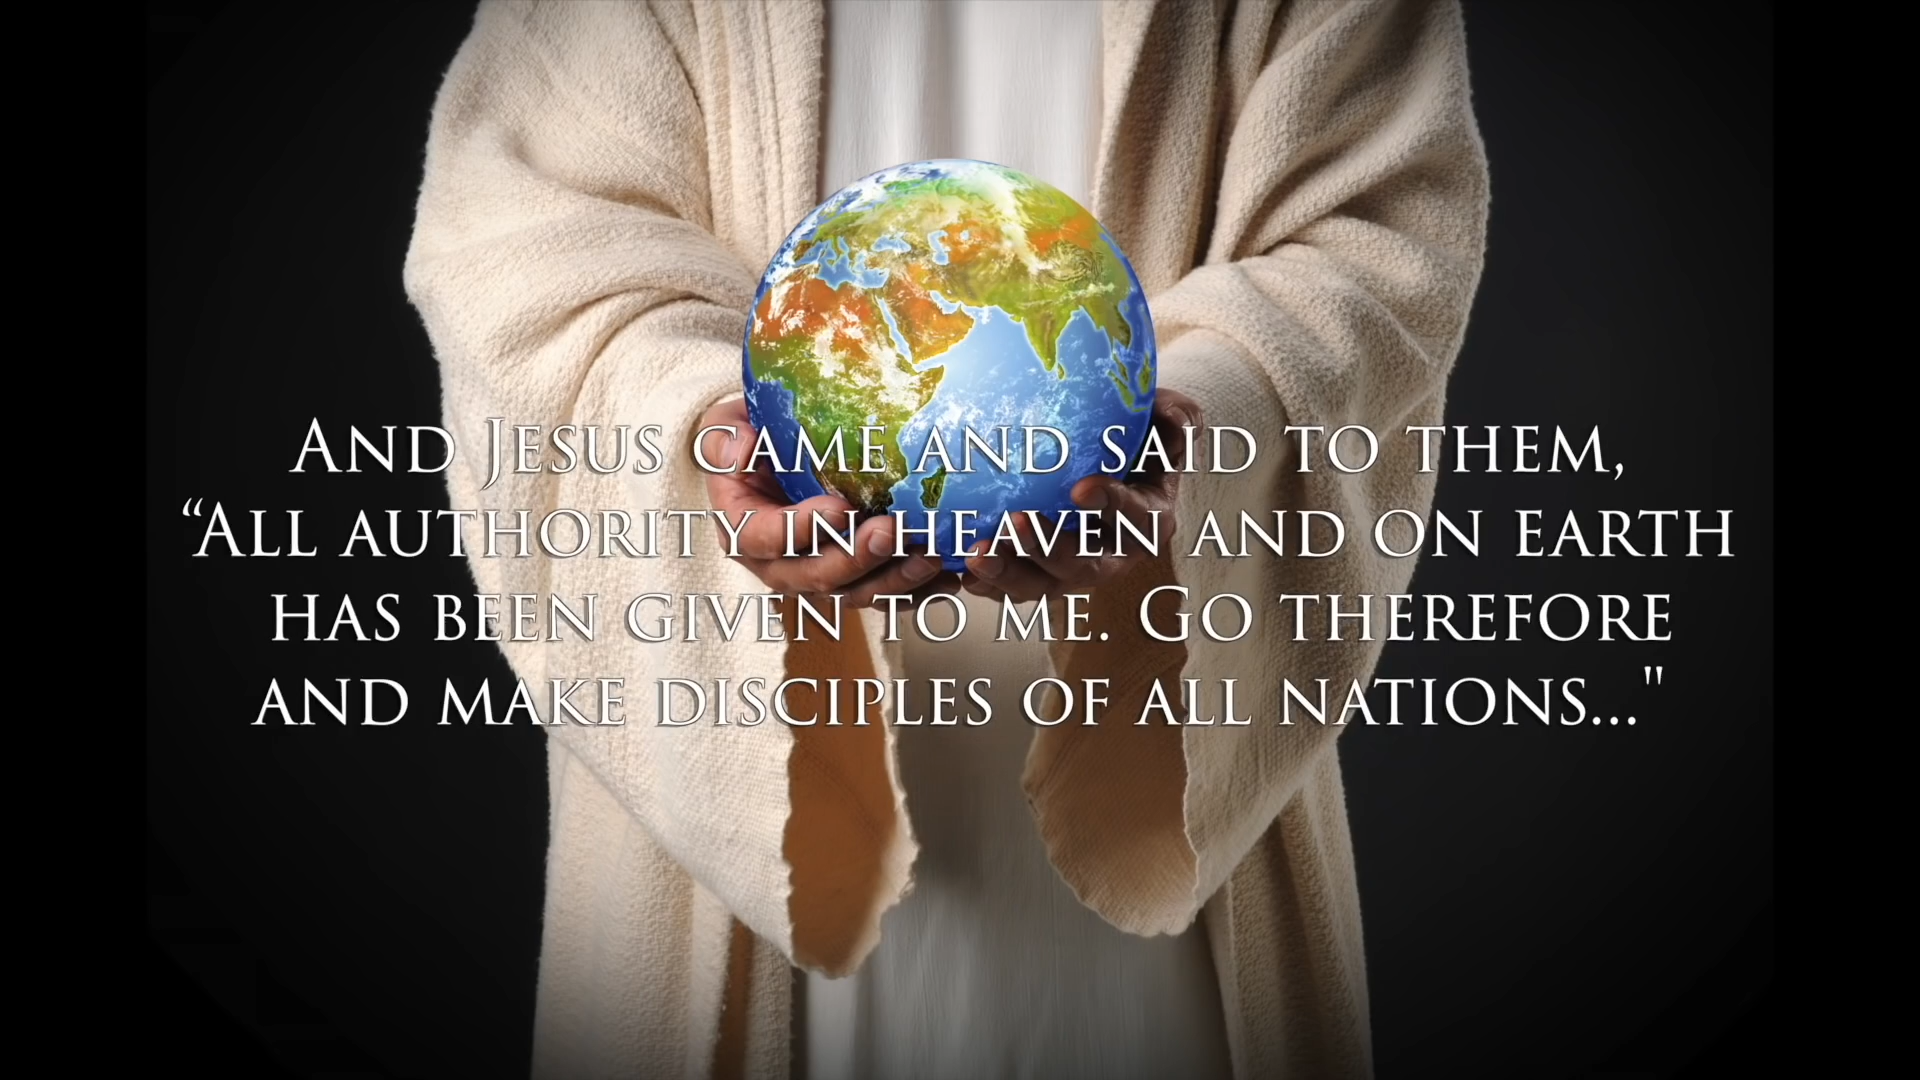 And Jesus came and said to them,
“All authority in heaven and on earth
has been given to me. Go therefore
and make disciples of all nations..."